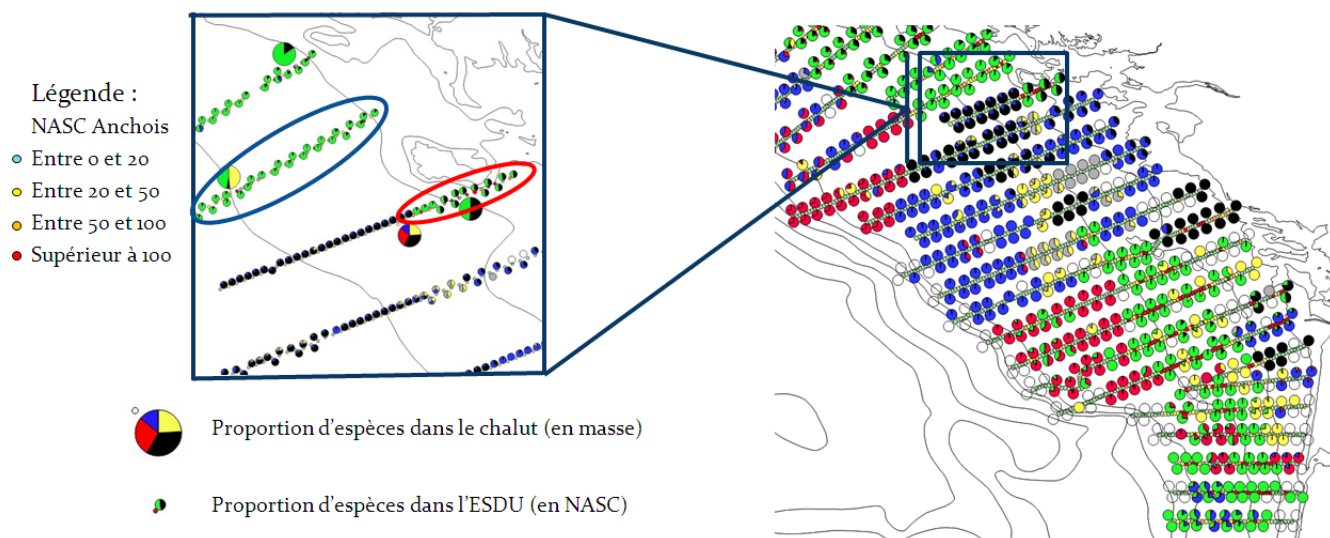 Légende :
NASC Anchois
Entre 0 et 20
Entre 20 et 50
Entre 50 et 100
Supérieur à 100
Proportion d'espèces dans le chalut (en masse)
Proportion d'espèces dans l'ESDU (en NASC)